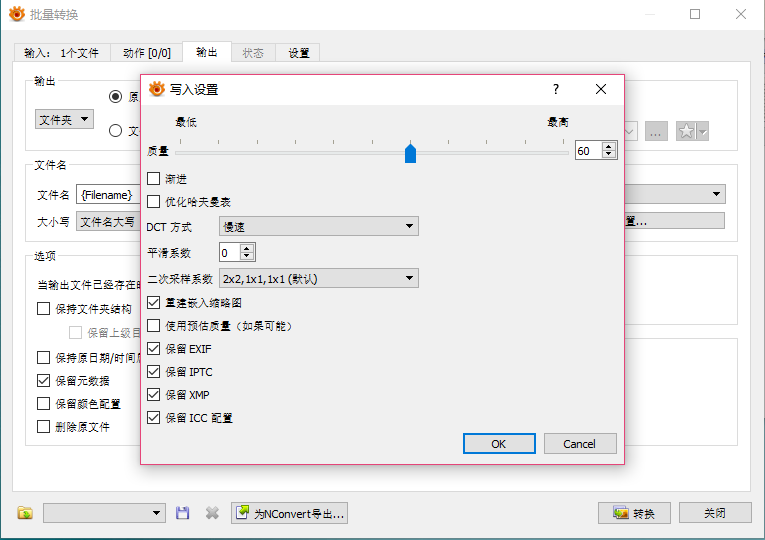 批量转换
输入: 1个文件 动作 [0/0] 输出 状态 设置
输出
文件夹
原
文
...
文件名
文件名 {Filename}
大小写 文件名大写
置...
选项
当输出文件已经存在时
保持文件夹结构
保留上级目
保持原日期/时间属
保留元数据
保留颜色配置
删除原文件
写入设置
?
最低 最高
质量 60
渐进
优化哈夫曼表
DCT 方式 慢速
平滑系数 0
二次采样系数 2x2,1x1,1x1 (默认)
重建嵌入缩略图
使用预估质量（如果可能）
保留 EXIF
保留 IPTC
保留 XMP
保留 ICC 配置
OK Cancel
为NConvert导出...
转换 关闭